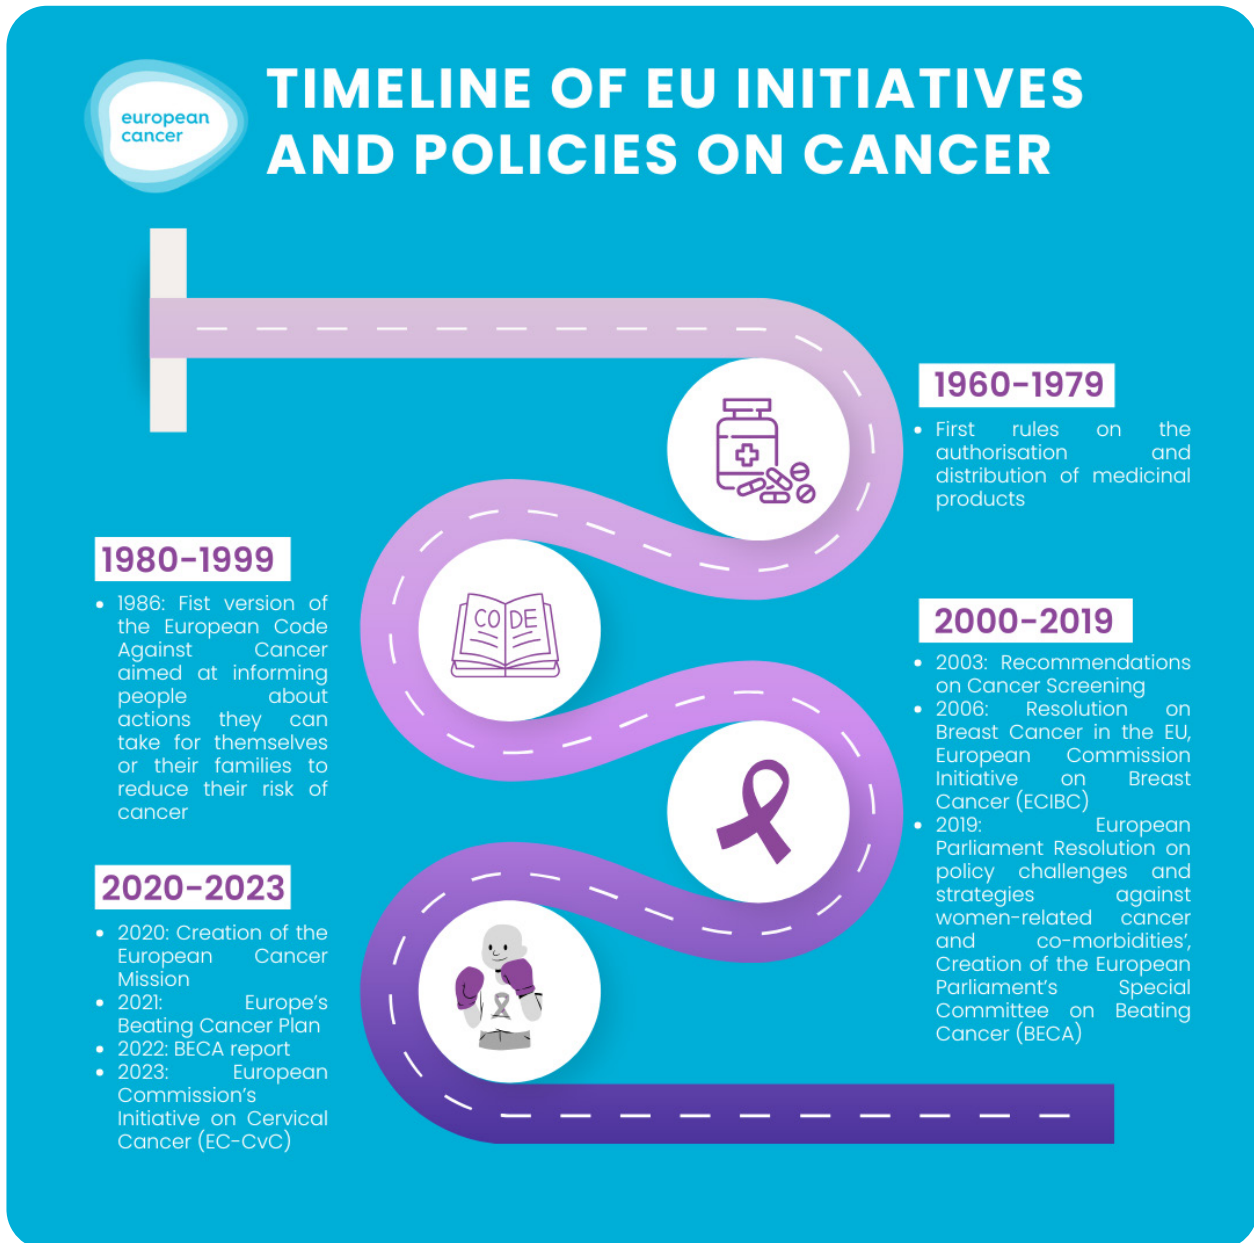 european
cancer
TIMELINE OF EU INITIATIVES
AND POLICIES ON CANCER
1960-1979
• First rules on the
authorisation and
distribution of medicinal
products
1980-1999
• 1986: Fist version of
the European Code
Against Cancer
aimed at informing
people about
actions they can
take for themselves
or their families to
reduce their risk of
cancer
CO DE
2000-2019
• 2003: Recommendations
on Cancer Screening
• 2006: Resolution on
Breast Cancer in the EU,
European Commission
Initiative on Breast
Cancer (ECIBC)
• 2019: European
Parliament Resolution on
policy challenges and
strategies against
women-related cancer
and co-morbidities’,
Creation of the European
Parliament’s Special
Committee on Beating
Cancer (BECA)
2020-2023
• 2020: Creation of the
European Cancer
Mission
• 2021: Europe’s
Beating Cancer Plan
• 2022: BECA report
• 2023: European
Commission’s
Initiative on Cervical
Cancer (EC-CvC)